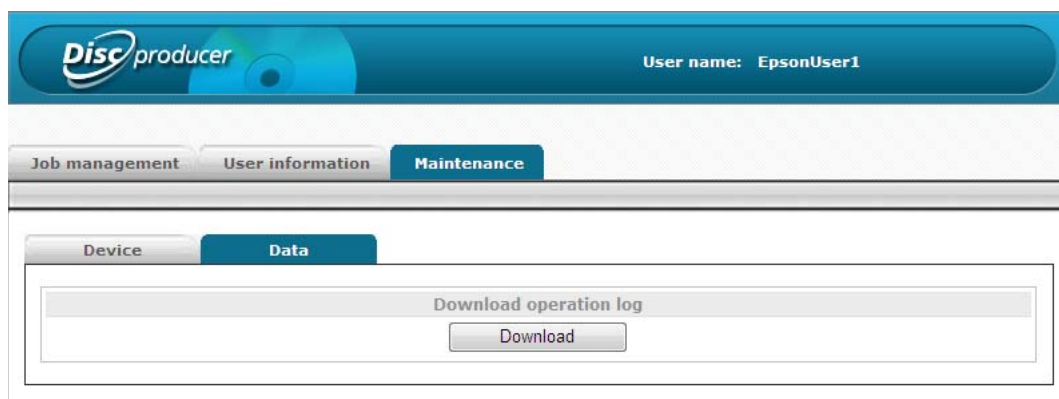 Disc producer
User name: EpsonUser1
Job management User information Maintenance
Device Data
Download operation log
Download